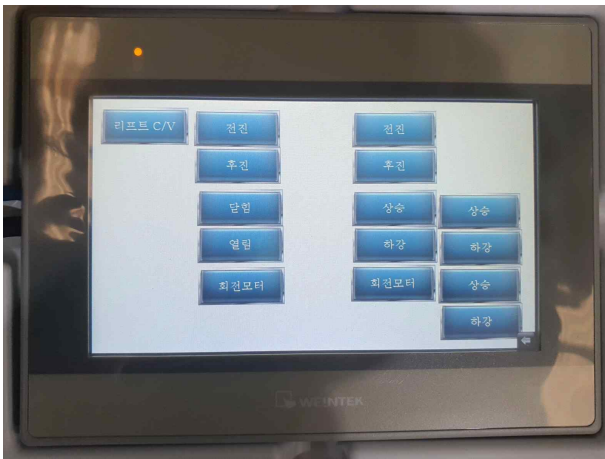 리프트 C/V
전진
전진
후진
후진
닫힘
상승
상승
열림
하강
하강
회전모터
회전모터
상승
하강
WEINTEK